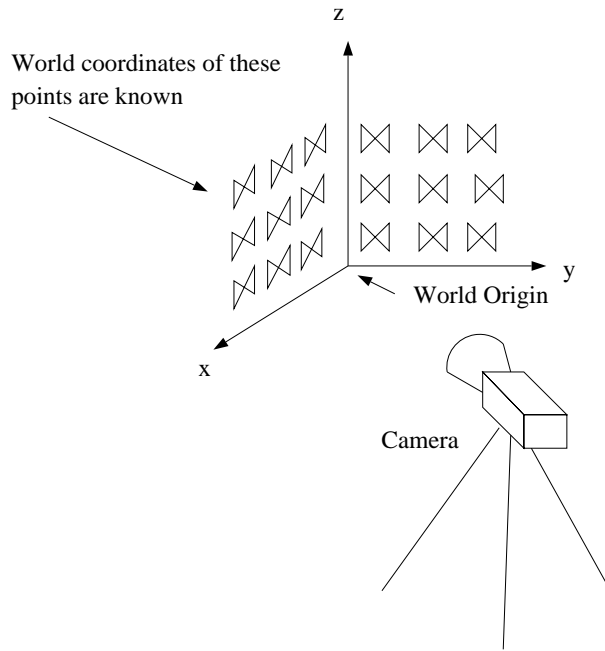 z
World coordinates of these
points are known
y
World Origin
x
Camera